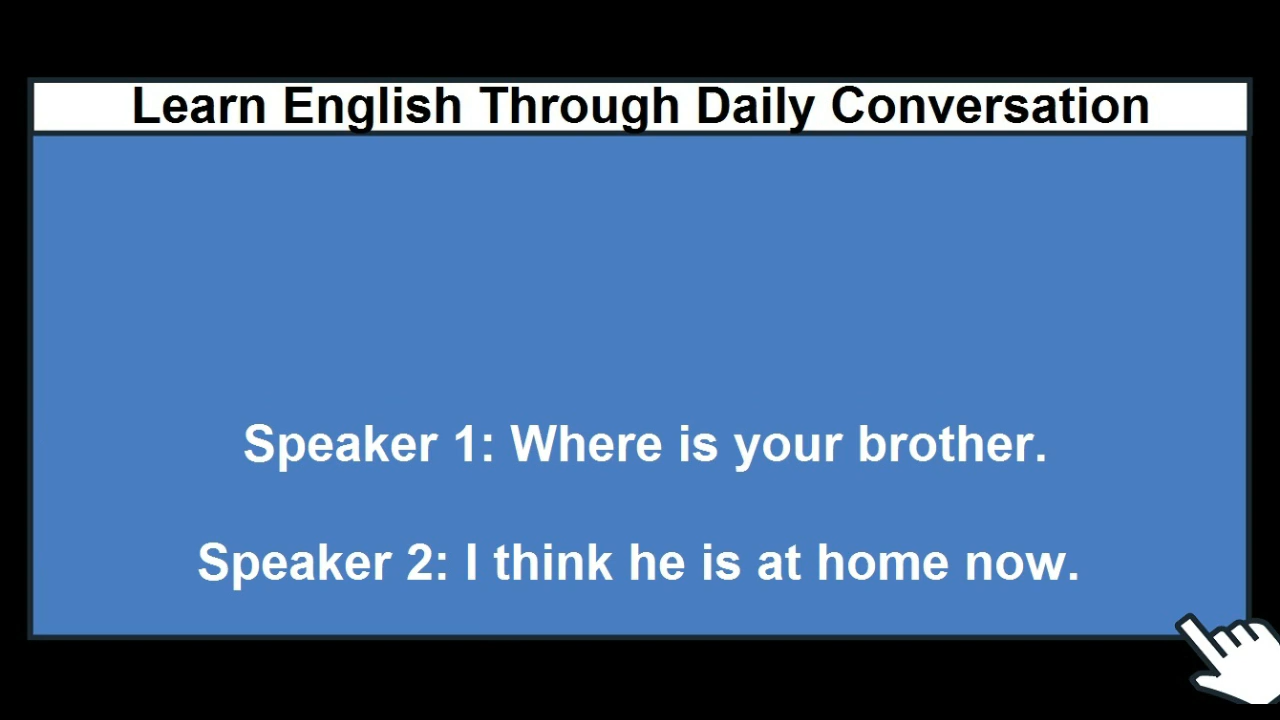 Learn English Through Daily Conversation
Speaker 1: Where is your brother.
Speaker 2: I think he is at home now.